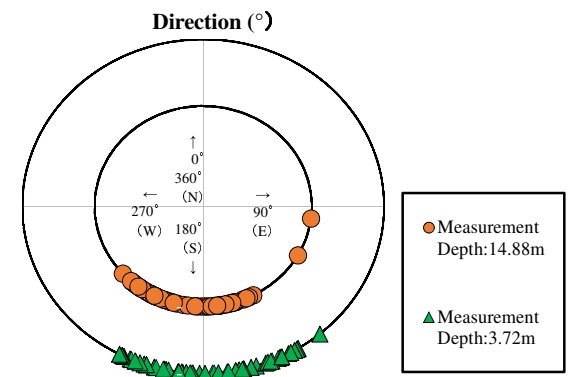 Direction (°)
↑
0°
360°
(N)
← →
270° 90°
(W) 180° (E)
(S)
↓
Measurement
Depth:14.88m
Measurement
Depth:3.72m